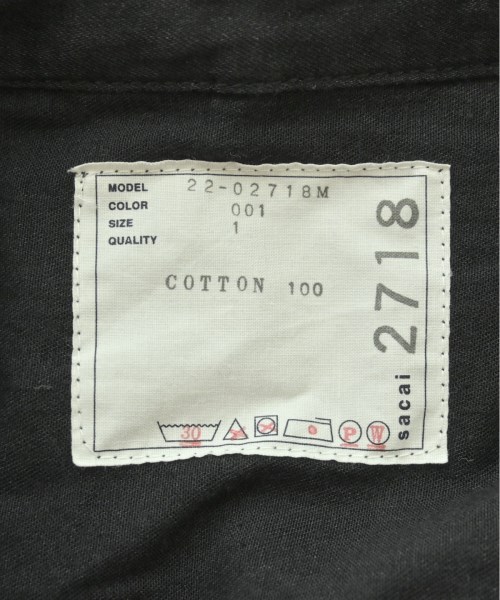 MODEL 22-02718M
COLOR 001
SIZE 1
QUALITY
COTTON 100
sacai 2718
30
P W